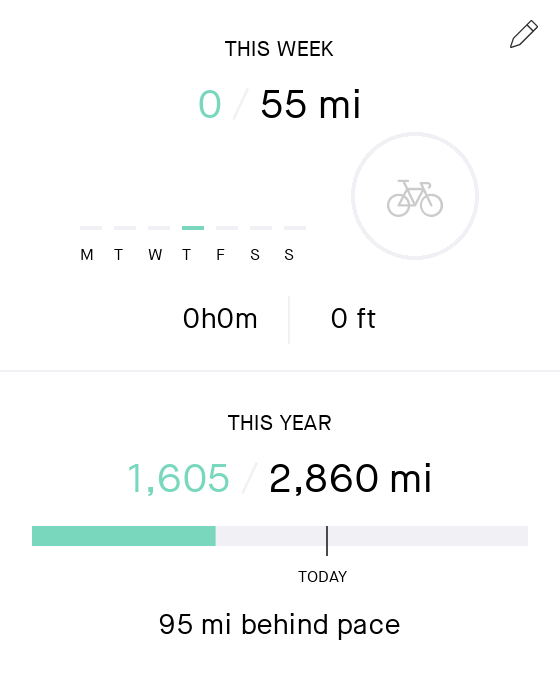 THIS WEEK
0 / 55 mi
M T W T F S S
0h0m
0 ft
THIS YEAR
1,605 / 2,860 mi
TODAY
95 mi behind pace